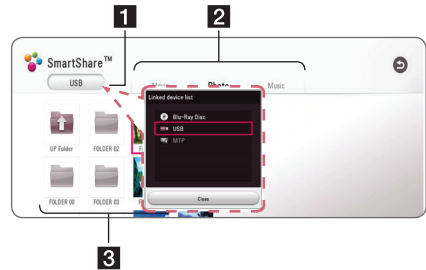 1
2
SmartShare™
USB
Movie Photo Music
Linked device list
Blu-Ray Disc
USB
MTP
Close
UP Folder
FOLDER 02
FOLDER 00
FOLDER 03
3